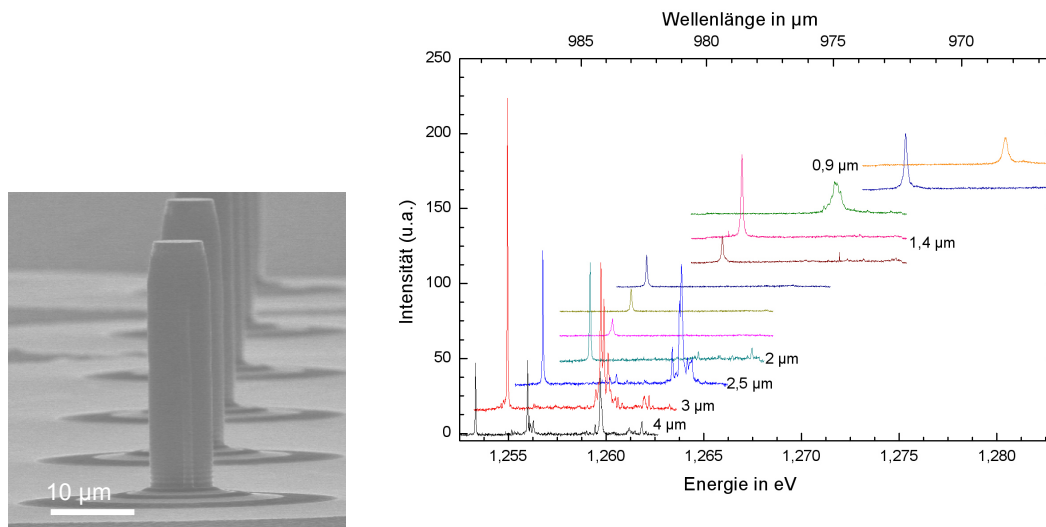 10 µm
Wellenlänge in µm
985 979 975 970
Intensität (u.a.)
250
200
150
100
50
0
0,9 µm
1,4 µm
2 µm
2,5 µm
3 µm
4 µm
1,255 1,260 1,265 1,270 1,275 1,280
Energie in eV